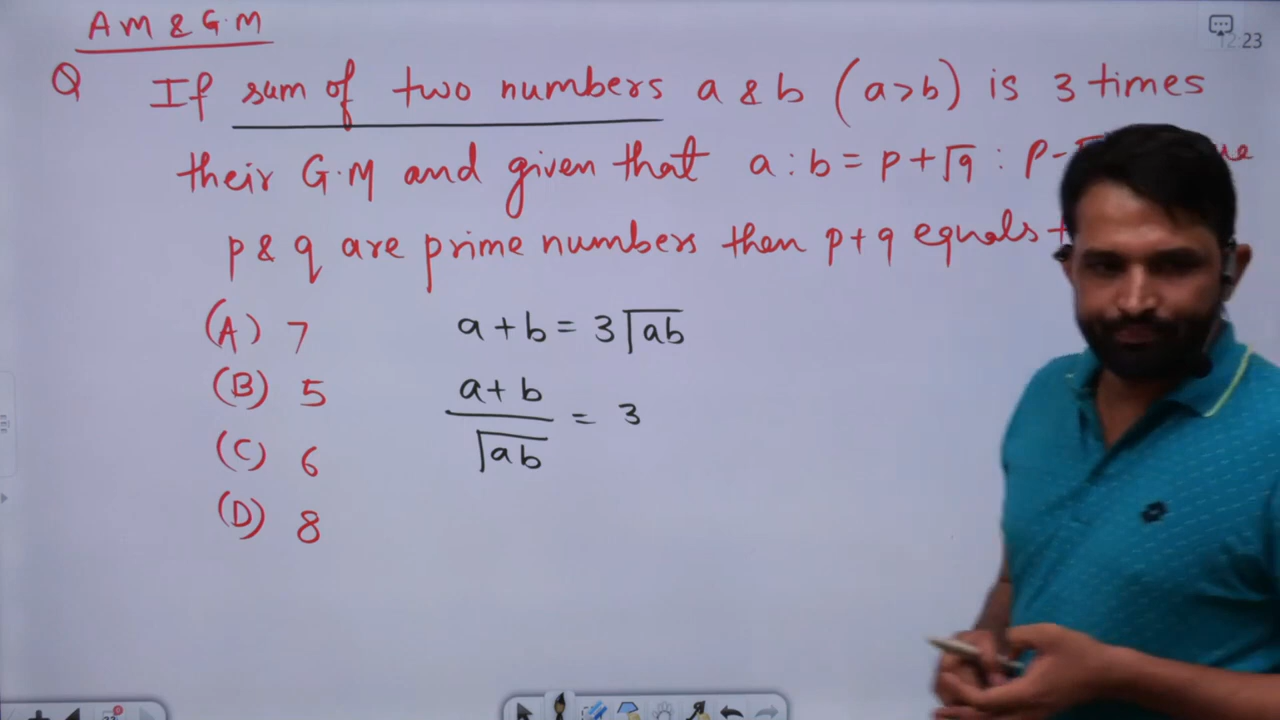 AM & G.M
12:23
Q If sum of two numbers a & b (a>b) is 3 times
their G.M and given that a : b = p + √q : p -
p & q are prime numbers then p + q equals
(A) 7
(B) 5
(C) 6
(D) 8
a + b = 3√ab
a + b / √ab = 3